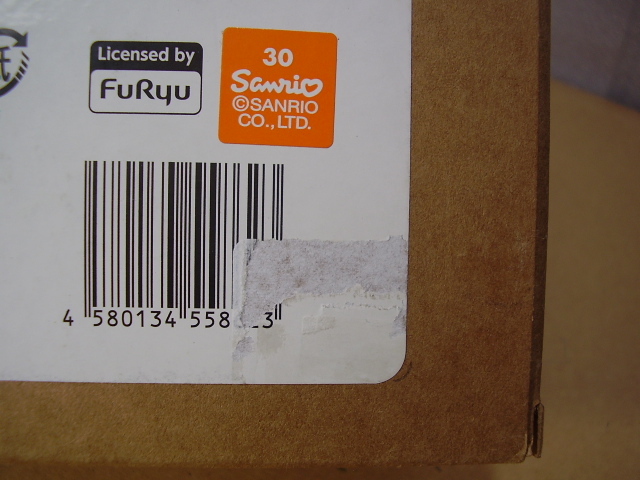 Licensed by
FuRyu
30
Sanrio
©SANRIO
CO.,LTD.
4 580134 558